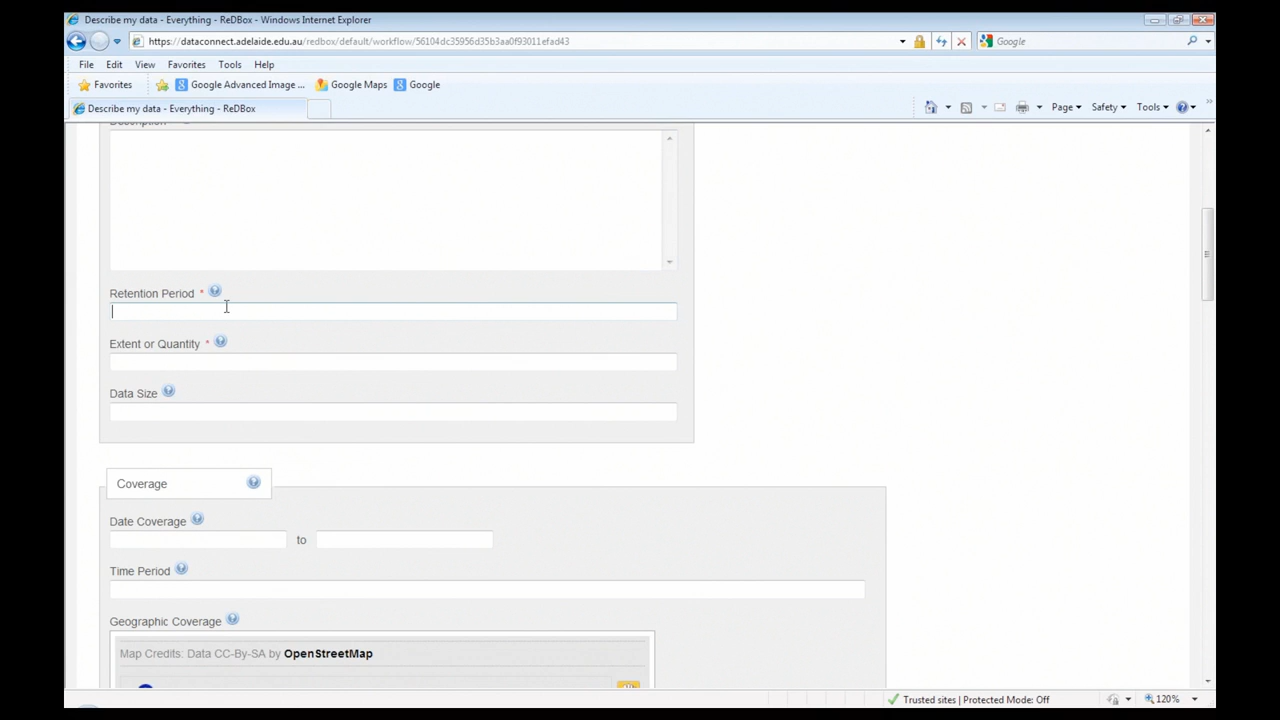 Describe my data - Everything - ReDBox - Windows Internet Explorer
https://dataconnect.adelaide.edu.au/redbox/default/workflow/56104dc35956d35b3aa0f93011efad43
Google
File Edit View Favorites Tools Help
Favorites Google Advanced Image ... Google Maps Google
Describe my data - Everything - ReDBox
Page Safety Tools
Description
Retention Period *
Extent or Quantity *
Data Size
Coverage
Date Coverage
to
Time Period
Geographic Coverage
Map Credits: Data CC-By-SA by OpenStreetMap
Trusted sites | Protected Mode: Off 120%